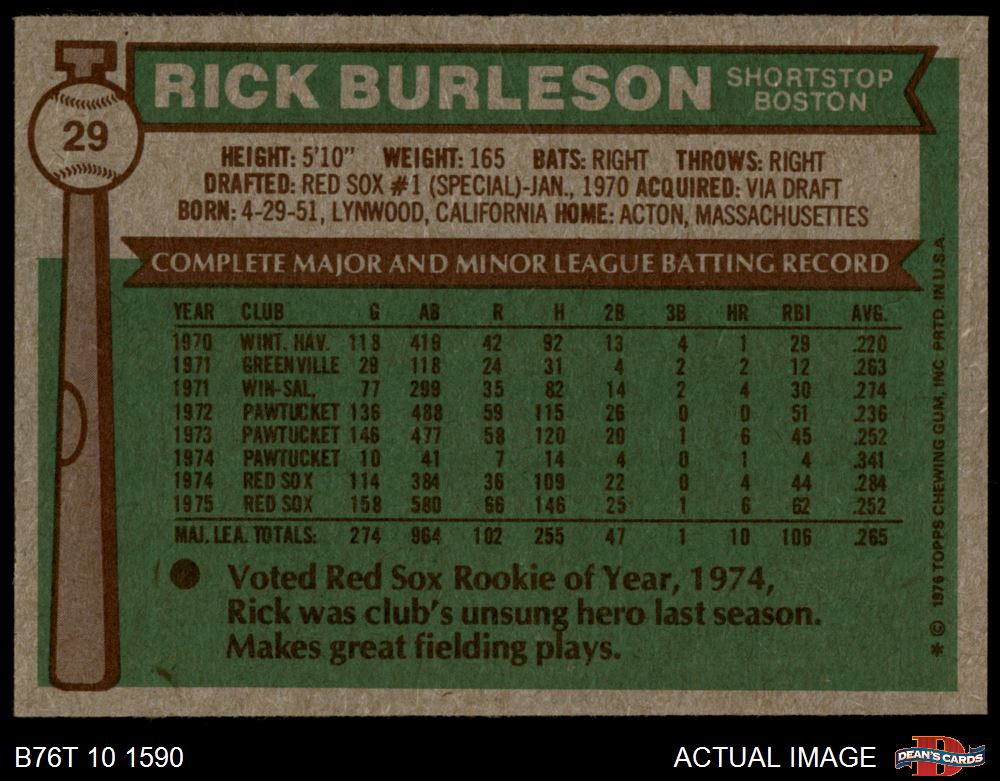 29
RICK BURLESON SHORTSTOP
BOSTON
HEIGHT: 5'10" WEIGHT: 165 BATS: RIGHT THROWS: RIGHT
DRAFTED: RED SOX #1 (SPECIAL)-JAN., 1970 ACQUIRED: VIA DRAFT
BORN: 4-29-51, LYNWOOD, CALIFORNIA HOME: ACTON, MASSACHUSETTES
COMPLETE MAJOR AND MINOR LEAGUE BATTING RECORD
YEAR CLUB G AB R H 2B 3B HR RBI AVG.
1970 WINT. HAV. 118 419 42 92 13 4 1 29 .220
1971 GREENVILLE 29 118 24 31 4 2 2 12 .263
1971 WIN-SAL. 77 299 35 82 14 2 4 30 .274
1972 PAWTUCKET 136 488 59 115 26 0 0 51 .236
1973 PAWTUCKET 146 477 58 120 20 1 6 45 .252
1974 PAWTUCKET 10 41 7 14 4 0 1 4 .341
1974 RED SOX 114 384 36 109 22 0 4 44 .284
1975 RED SOX 158 580 66 146 25 1 6 62 .252
MAJ. LEA. TOTALS: 274 964 102 255 47 1 10 106 .265
Voted Red Sox Rookie of Year, 1974,
Rick was club's unsung hero last season.
Makes great fielding plays.
* © 1976 TOPPS CHEWING GUM, INC PRTD. IN U.S.A.
B76T 10 1590 ACTUAL IMAGE D DEAN'S CARDS